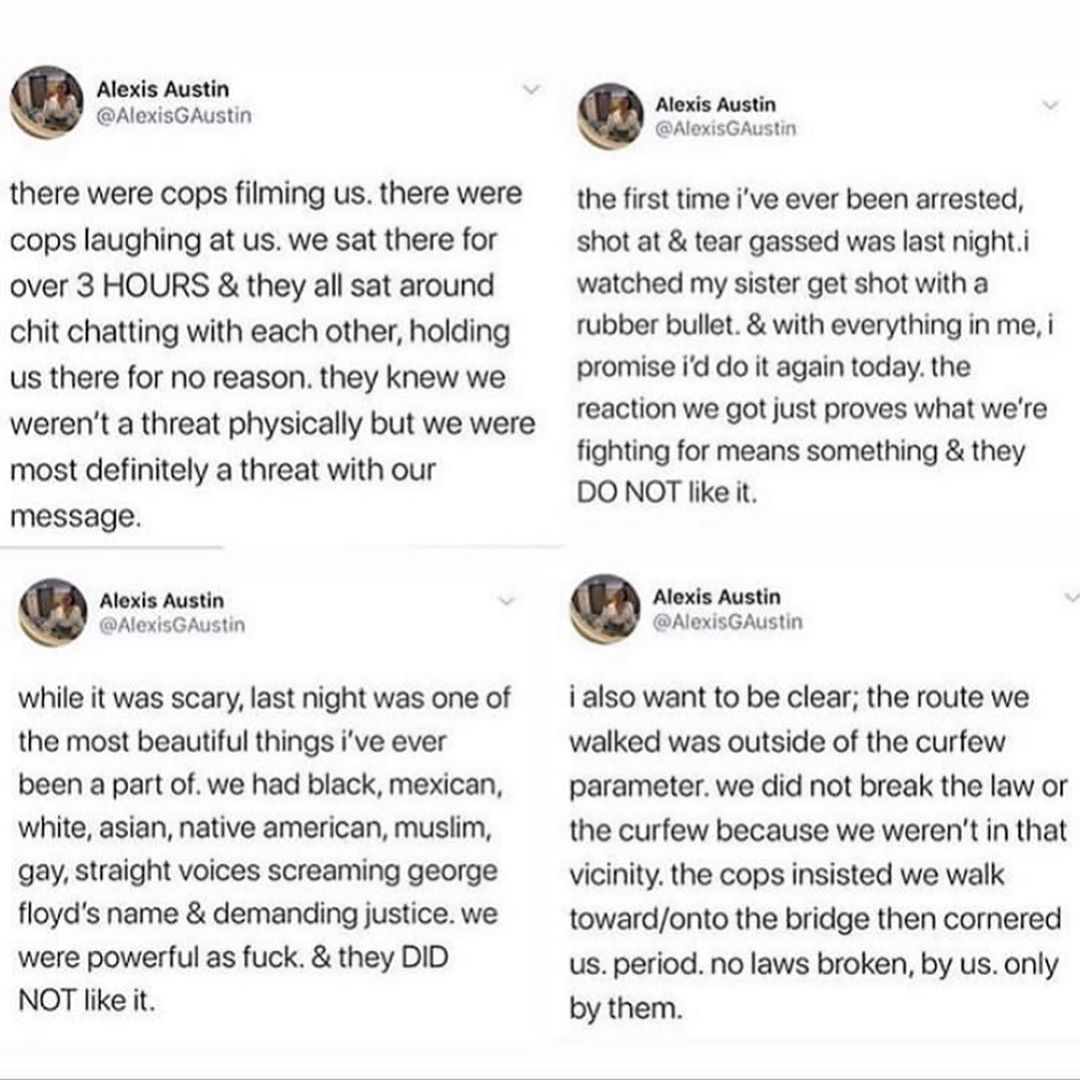 Alexis Austin
@AlexisGAustin
there were cops filming us. there were
cops laughing at us. we sat there for
over 3 HOURS & they all sat around
chit chatting with each other, holding
us there for no reason. they knew we
weren't a threat physically but we were
most definitely a threat with our
message.
Alexis Austin
@AlexisGAustin
the first time i've ever been arrested,
shot at & tear gassed was last night.i
watched my sister get shot with a
rubber bullet. & with everything in me, i
promise i'd do it again today. the
reaction we got just proves what we're
fighting for means something & they
DO NOT like it.
Alexis Austin
@AlexisGAustin
while it was scary, last night was one of
the most beautiful things i've ever
been a part of. we had black, mexican,
white, asian, native american, muslim,
gay, straight voices screaming george
floyd's name & demanding justice. we
were powerful as fuck. & they DID
NOT like it.
Alexis Austin
@AlexisGAustin
i also want to be clear; the route we
walked was outside of the curfew
parameter. we did not break the law or
the curfew because we weren't in that
vicinity. the cops insisted we walk
toward/onto the bridge then cornered
us. period. no laws broken, by us. only
by them.